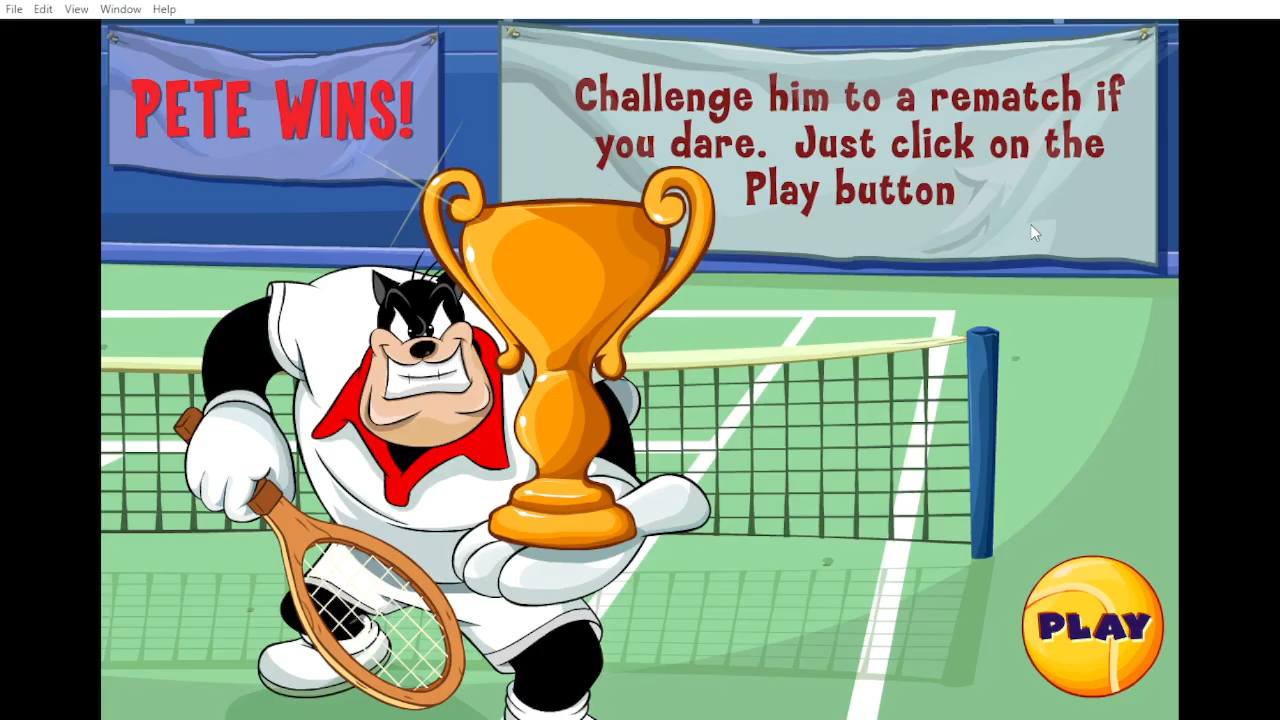 File Edit View Window Help
PETE WINS!
Challenge him to a rematch if
you dare. Just click on the
Play button
PLAY